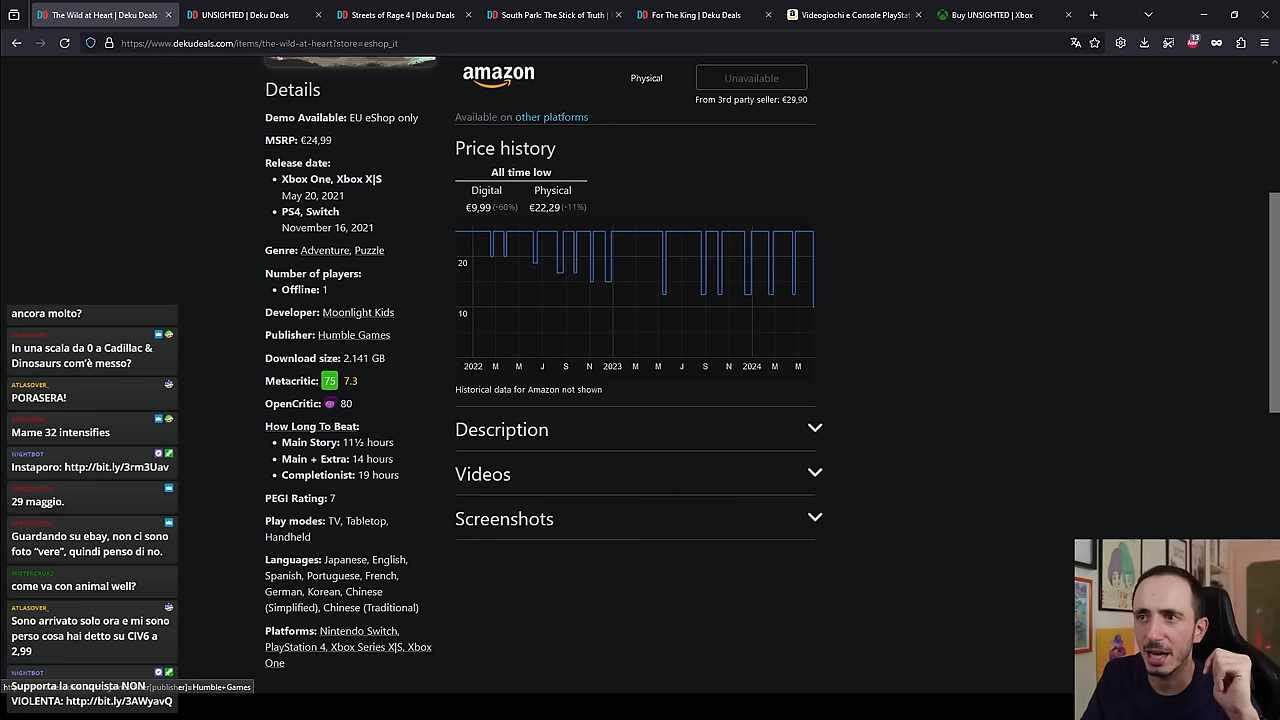 The Wild at Heart | Deku Deals
UNSIGHTED | Deku Deals
Streets of Rage 4 | Deku Deals
South Park: The Stick of Truth |
For The King | Deku Deals
Videogiochi e Console PlayStat
Buy UNSIGHTED | Xbox
https://www.dekudeals.com/items/the-wild-at-heart?store=eshop_it
13
amazon
Physical
Unavailable
From 3rd party seller: €29,90
Available on other platforms
Details
Demo Available: EU eShop only
MSRP: €24,99
Release date:
Xbox One, Xbox X|S
May 20, 2021
PS4, Switch
November 16, 2021
Genre: Adventure, Puzzle
Number of players:
Offline: 1
Developer: Moonlight Kids
Publisher: Humble Games
Download size: 2.141 GB
Metacritic: 75 7.3
OpenCritic: 80
How Long To Beat:
Main Story: 11½ hours
Main + Extra: 14 hours
Completionist: 19 hours
PEGI Rating: 7
Play modes: TV, Tabletop,
Handheld
Languages: Japanese, English,
Spanish, Portuguese, French,
German, Korean, Chinese
(Simplified), Chinese (Traditional)
Platforms: Nintendo Switch,
PlayStation 4, Xbox Series X|S, Xbox
One
Price history
All time low
Digital Physical
€9,99 (-60%) €22,29 (-11%)
20
10
2022 M M J S N 2023 M M J S N 2024 M M
Historical data for Amazon not shown
Description
Videos
Screenshots
ancora molto?
In una scala da 0 a Cadillac &
Dinosaurs com'è messo?
ATLASOVER_
PORASERA!
Mame 32 intensifies
NIGHTBOT
Instaporo: http://bit.ly/3rm3Uav
29 maggio.
Guardando su ebay, non ci sono
foto “vere”, quindi penso di no.
come va con animal well?
ATLASOVER_
Sono arrivato solo ora e mi sono
perso cosa hai detto su CIV6 a
2,99
NIGHTBOT
Supporta la conquista NON
VIOLENTA: http://bit.ly/3AWyavQ
[publisher]=Humble+Games